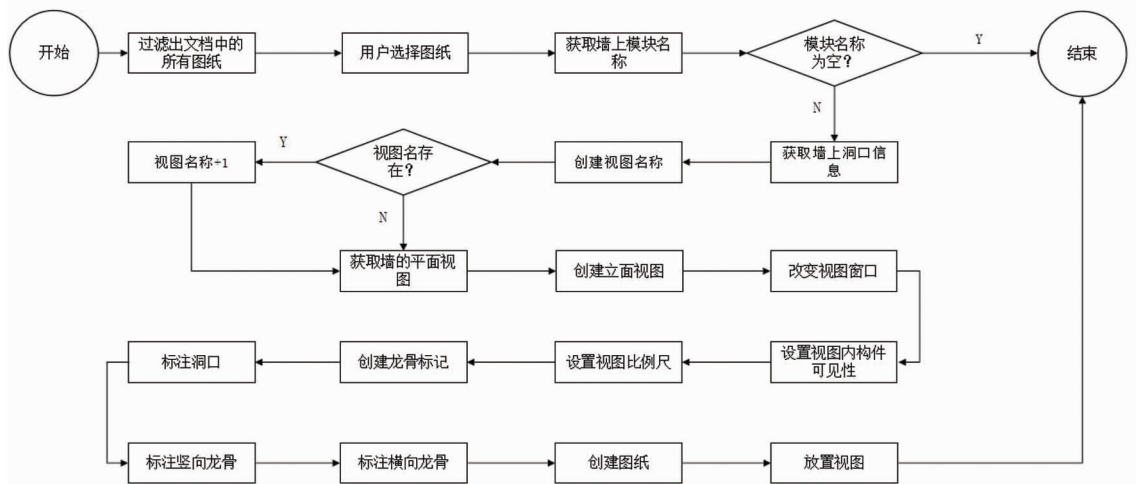 开始
过滤出文档中的
所有图纸
用户选择图纸
获取墙上模块名
称
模块名称
为空？
Y
结束
N
视图名称+1
Y
视图名存
在？
创建视图名称
获取墙上洞口信
息
N
获取墙的平面视
图
创建立面视图
改变视图窗口
标注洞口
创建龙骨标记
设置视图比例尺
设置视图内构件
可见性
标注竖向龙骨
标注横向龙骨
创建图纸
放置视图